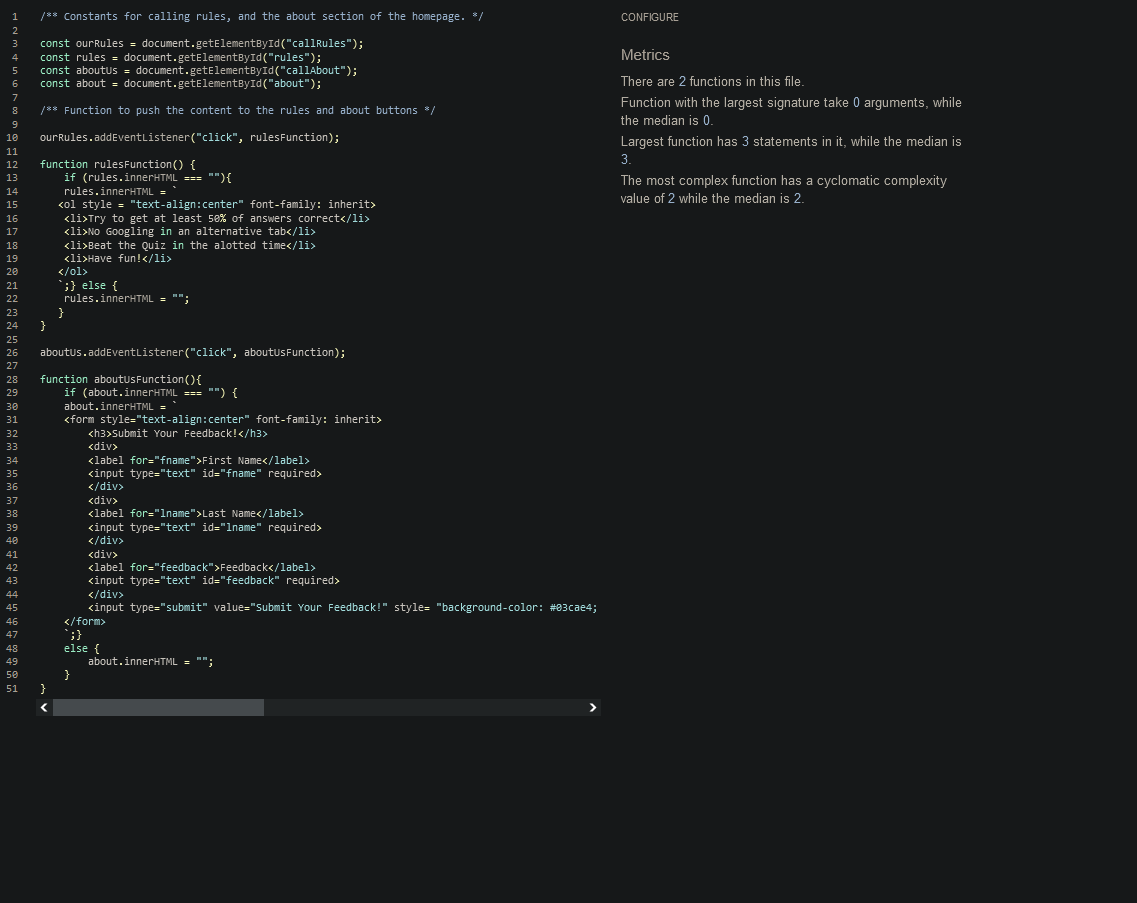 1 /** Constants for calling rules, and the about section of the homepage. */
2
3 const ourRules = document.getElementById("callRules");
4 const rules = document.getElementById("rules");
5 const aboutUs = document.getElementById("callAbout");
6 const about = document.getElementById("about");
7
8 /** Function to push the content to the rules and about buttons */
9
10 ourRules.addEventListener("click", rulesFunction);
11
12 function rulesFunction() {
13     if (rules.innerHTML === ""){
14     rules.innerHTML = `
15    <ol style = "text-align:center" font-family: inherit>
16     <li>Try to get at least 50% of answers correct</li>
17     <li>No Googling in an alternative tab</li>
18     <li>Beat the Quiz in the alotted time</li>
19     <li>Have fun!</li>
20    </ol>
21    `;} else {
22     rules.innerHTML = "";
23    }
24 }
25
26 aboutUs.addEventListener("click", aboutUsFunction);
27
28 function aboutUsFunction(){
29     if (about.innerHTML === "") {
30     about.innerHTML = `
31     <form style="text-align:center" font-family: inherit>
32         <h3>Submit Your Feedback!</h3>
33         <div>
34         <label for="fname">First Name</label>
35         <input type="text" id="fname" required>
36         </div>
37         <div>
38         <label for="lname">Last Name</label>
39         <input type="text" id="lname" required>
40         </div>
41         <div>
42         <label for="feedback">Feedback</label>
43         <input type="text" id="feedback" required>
44         </div>
45         <input type="submit" value="Submit Your Feedback!" style= "background-color: #03cae4;
46     </form>
47     `;}
48     else {
49         about.innerHTML = "";
50     }
51 }
CONFIGURE
Metrics
There are 2 functions in this file.
Function with the largest signature take 0 arguments, while
the median is 0.
Largest function has 3 statements in it, while the median is
3.
The most complex function has a cyclomatic complexity
value of 2 while the median is 2.